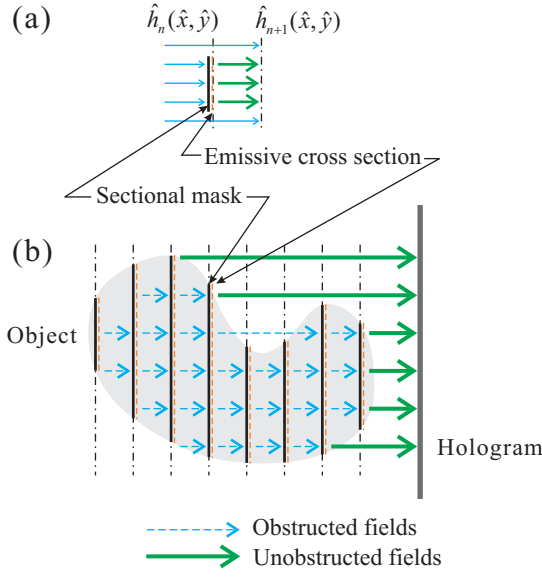 (a)
ĥₙ(x̂, ŷ) ĥₙ₊₁(x̂, ŷ)
Emissive cross section
Sectional mask
(b)
Object
Hologram
Obstructed fields
Unobstructed fields